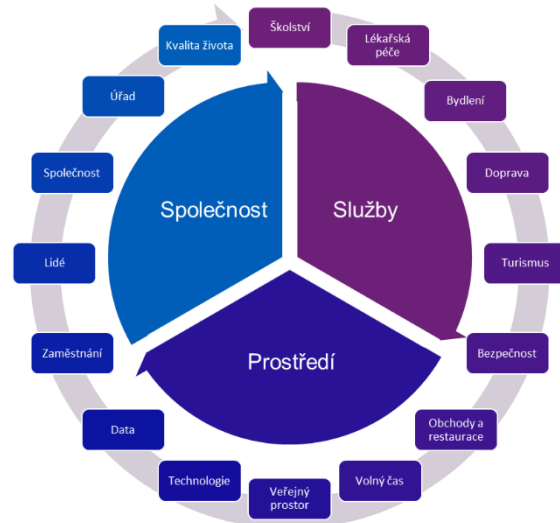 Školství
Lékařská
péče
Bydlení
Doprava
Turismus
Bezpečnost
Obchody a
restaurace
Volný čas
Veřejný
prostor
Technologie
Data
Zaměstnání
Lidé
Společnost
Úřad
Kvalita života
Společnost
Služby
Prostředí